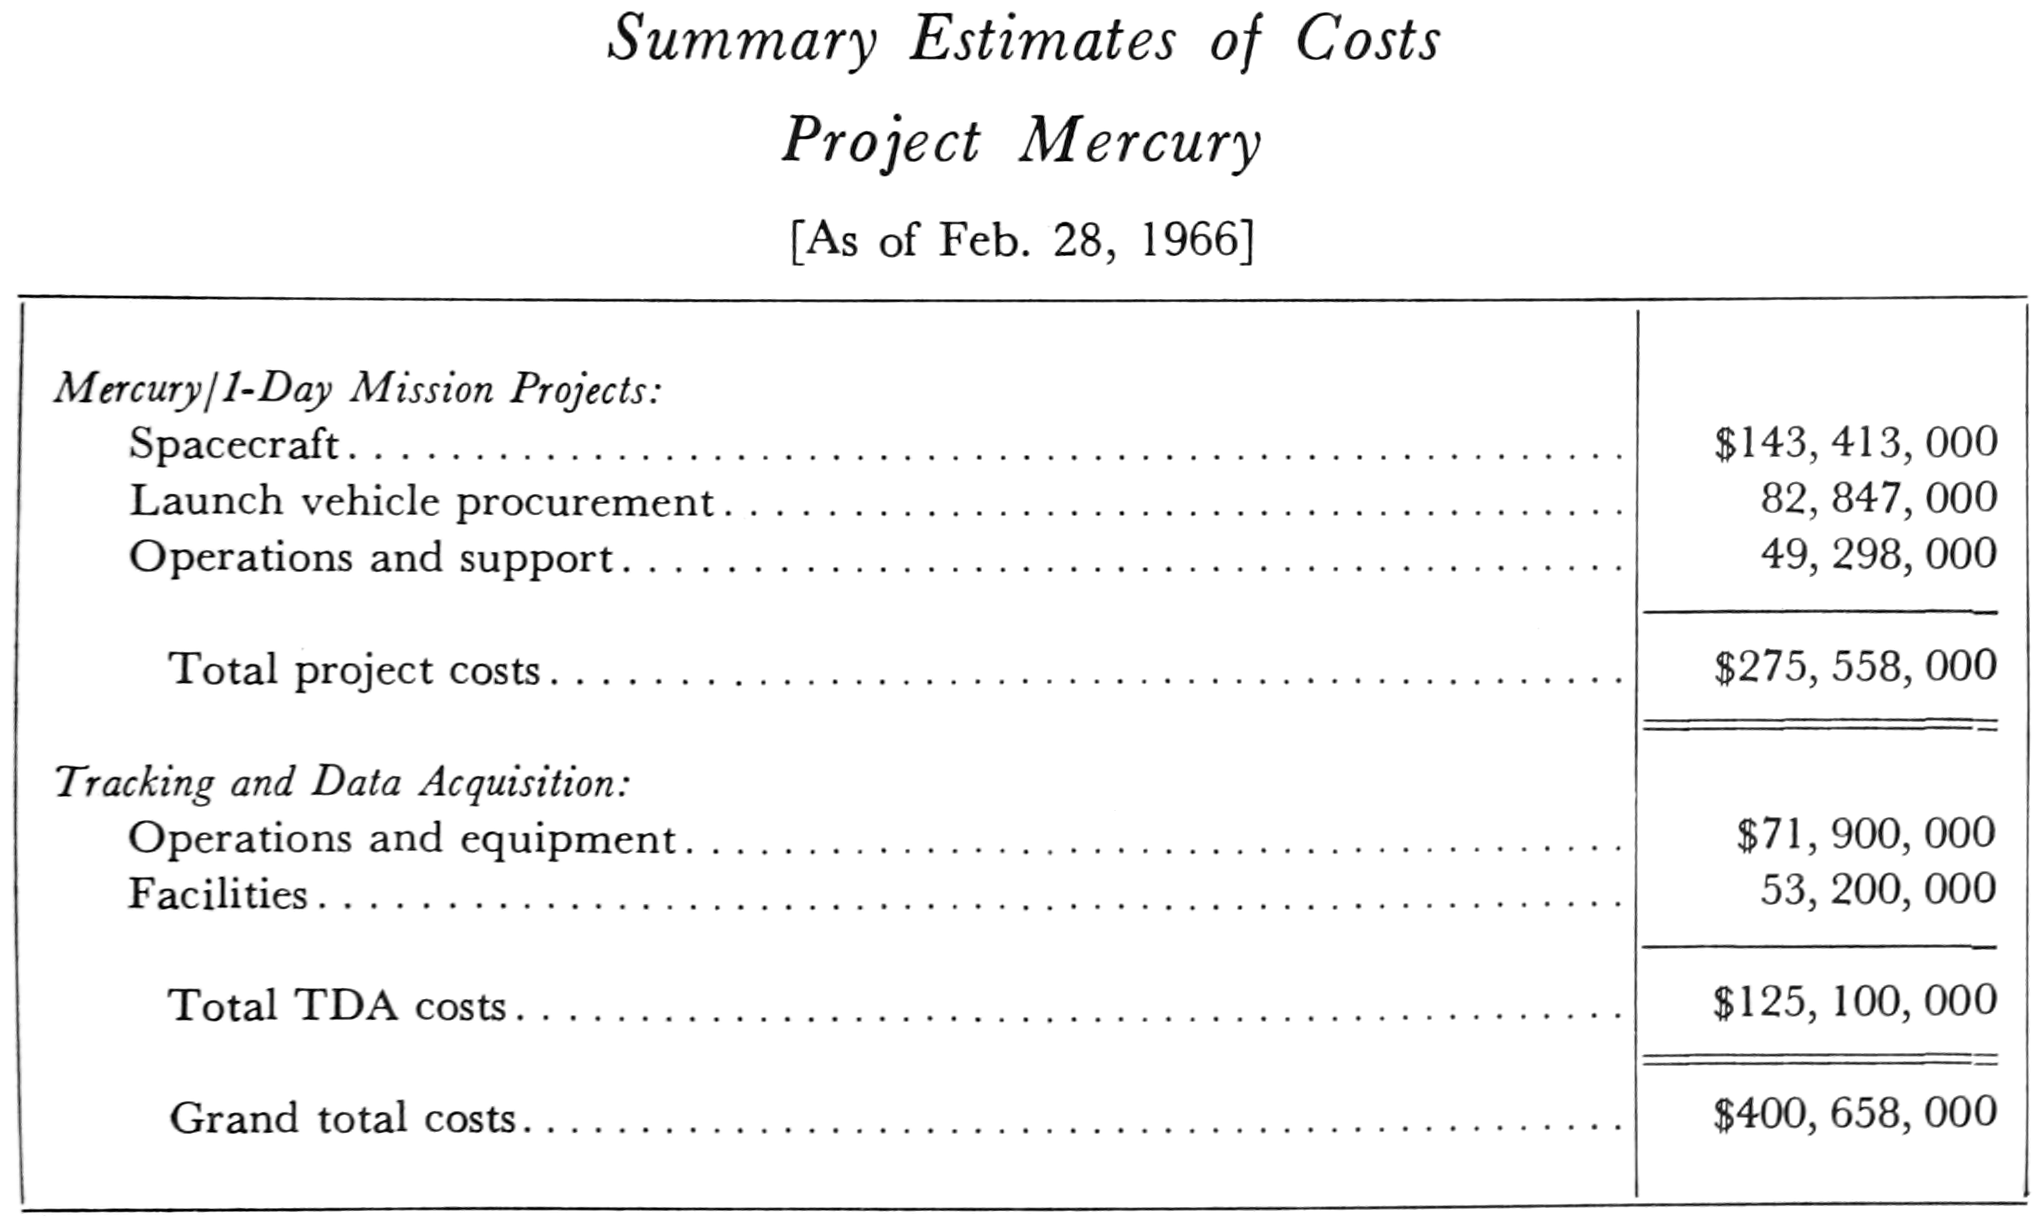 Summary Estimates of Costs
Project Mercury
[As of Feb. 28, 1966]
Mercury/1-Day Mission Projects:
Spacecraft. . . . . . . . . . . . . . . . . . . . . . . . . . . . . . . . . . . . . . . . . . . . . . . . . $143, 413, 000
Launch vehicle procurement. . . . . . . . . . . . . . . . . . . . . . . . . . . . . . . . . . . 82, 847, 000
Operations and support. . . . . . . . . . . . . . . . . . . . . . . . . . . . . . . . . . . . . . . 49, 298, 000
Total project costs. . . . . . . . . . . . . . . . . . . . . . . . . . . . . . . . . . . . . . . . . $275, 558, 000
Tracking and Data Acquisition:
Operations and equipment. . . . . . . . . . . . . . . . . . . . . . . . . . . . . . . . . . . . $71, 900, 000
Facilities. . . . . . . . . . . . . . . . . . . . . . . . . . . . . . . . . . . . . . . . . . . . . . . . . . 53, 200, 000
Total TDA costs. . . . . . . . . . . . . . . . . . . . . . . . . . . . . . . . . . . . . . . . . . $125, 100, 000
Grand total costs. . . . . . . . . . . . . . . . . . . . . . . . . . . . . . . . . . . . . . . . . . $400, 658, 000